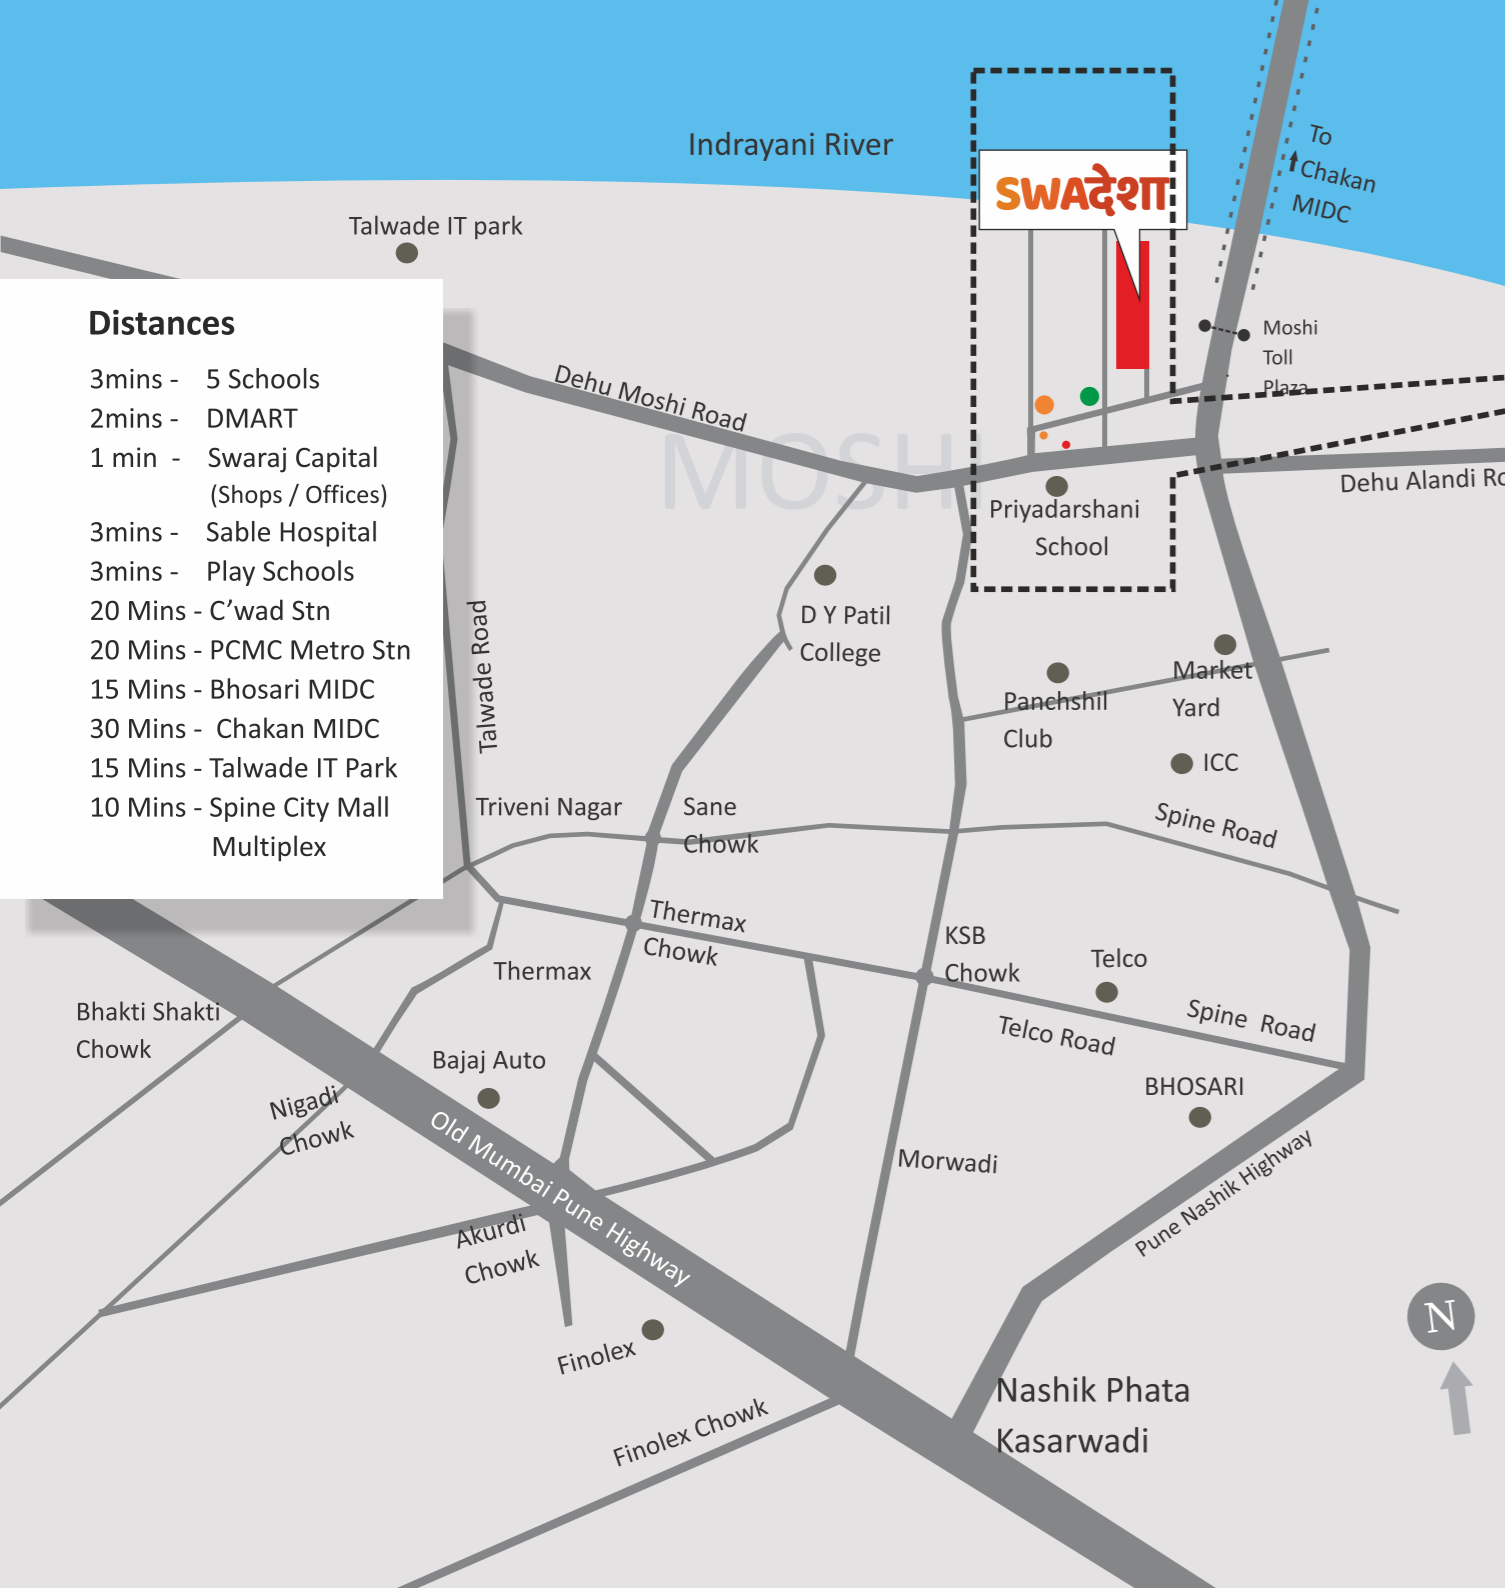 Indrayani River
To
Chakan
MIDC
SWAदेशा
Talwade IT park
Moshi
Toll
Plaza
Distances
3mins - 5 Schools
2mins - DMART
1 min - Swaraj Capital
(Shops / Offices)
3mins - Sable Hospital
3mins - Play Schools
20 Mins - C’wad Stn
20 Mins - PCMC Metro Stn
15 Mins - Bhosari MIDC
30 Mins - Chakan MIDC
15 Mins - Talwade IT Park
10 Mins - Spine City Mall
Multiplex
Dehu Moshi Road
MOSHI
Dehu Alandi Ro
Priyadarshani
School
D Y Patil
College
Talwade Road
Market
Yard
Panchshil
Club
ICC
Triveni Nagar
Sane
Chowk
Spine Road
Thermax
Chowk
KSB
Chowk
Telco
Thermax
Spine Road
Telco Road
Bhakti Shakti
Chowk
Bajaj Auto
BHOSARI
Nigadi
Chowk
Old Mumbai Pune Highway
Morwadi
Pune Nashik Highway
Akurdi
Chowk
Finolex
N
Nashik Phata
Kasarwadi
Finolex Chowk